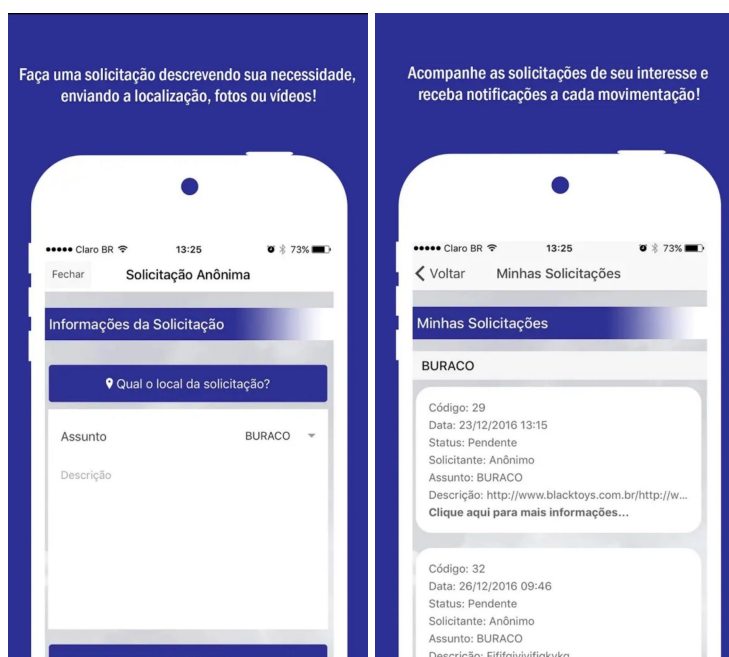 Faça uma solicitação descrevendo sua necessidade,
enviando a localização, fotos ou vídeos!
Claro BR 13:25 73%
Fechar Solicitação Anônima
Informações da Solicitação
Qual o local da solicitação?
Assunto BURACO
Descrição
Acompanhe as solicitações de seu interesse e
receba notificações a cada movimentação!
Claro BR 13:25 73%
Voltar Minhas Solicitações
Minhas Solicitações
BURACO
Código: 29
Data: 23/12/2016 13:15
Status: Pendente
Solicitante: Anônimo
Assunto: BURACO
Descrição: http://www.blacktoys.com.br/http://w...
Clique aqui para mais informações...
Código: 32
Data: 26/12/2016 09:46
Status: Pendente
Solicitante: Anônimo
Assunto: BURACO
Descrição: